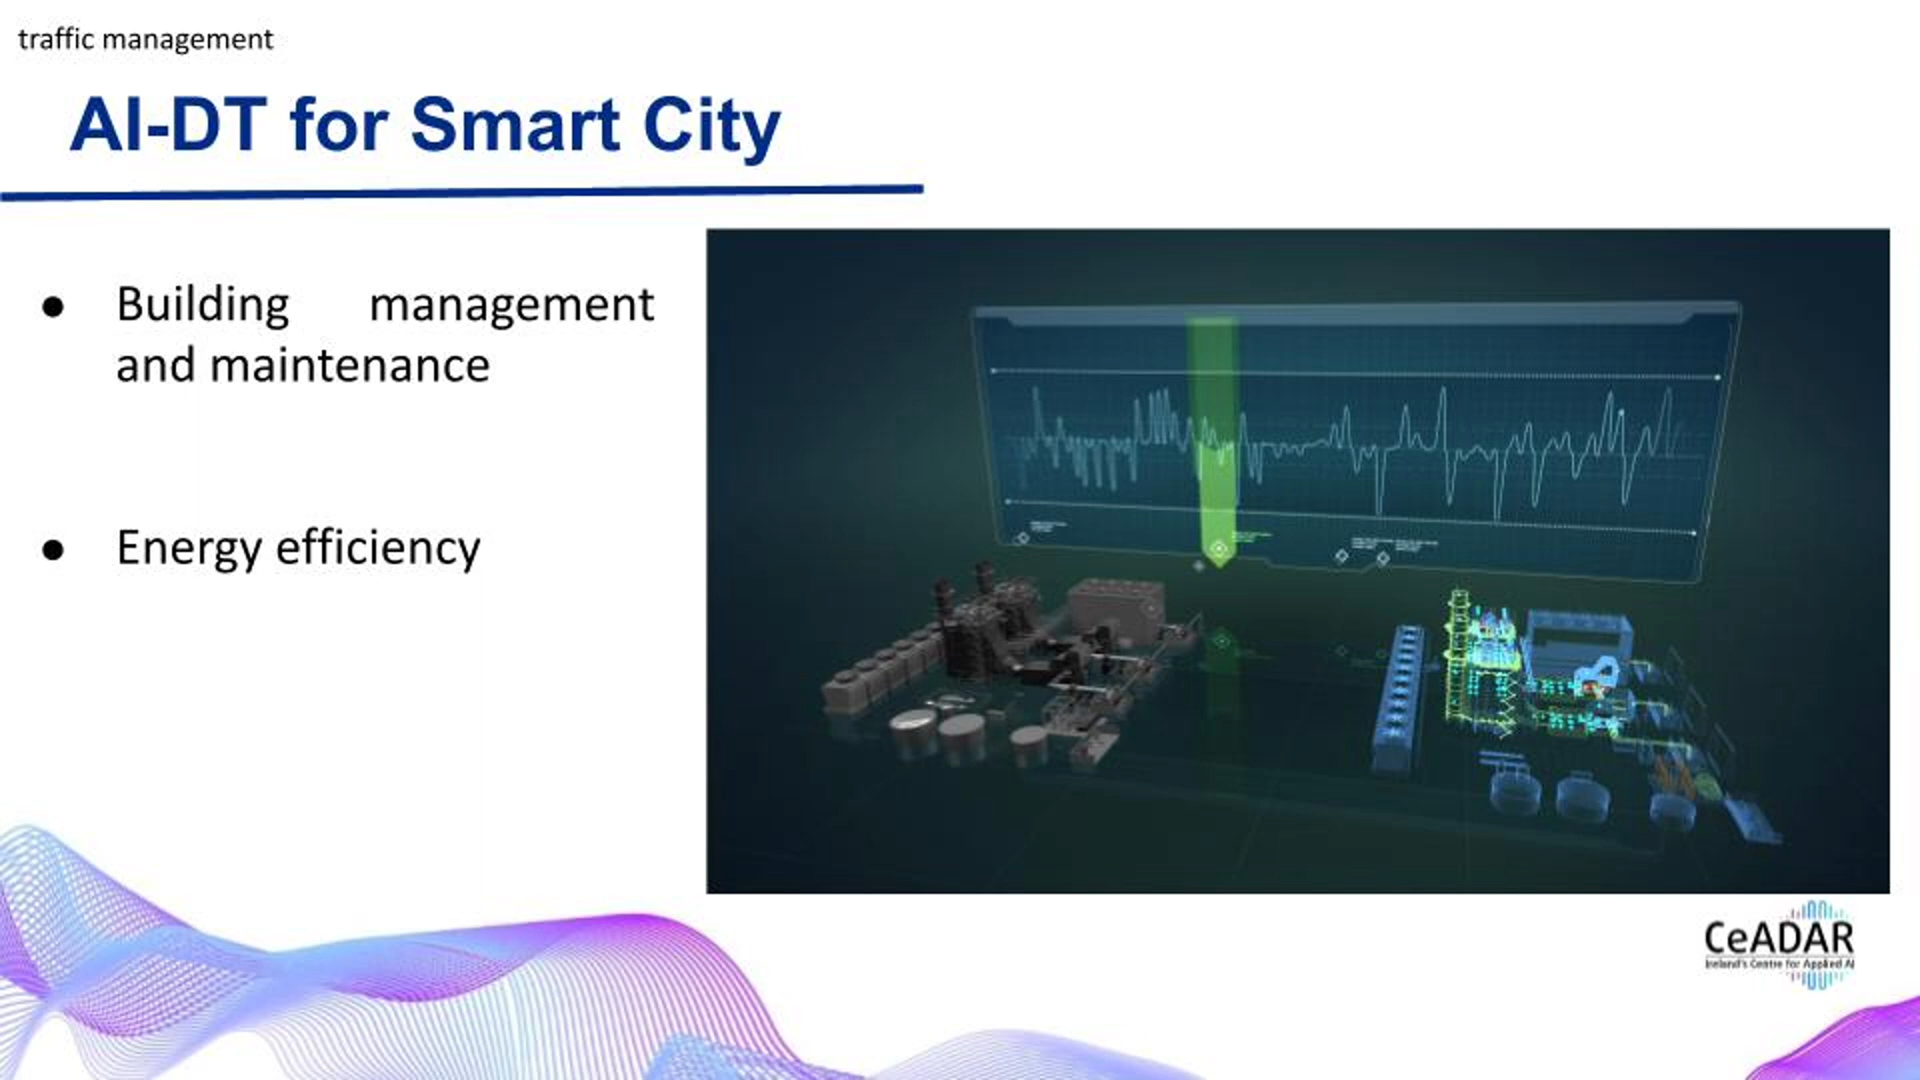 traffic management
AI-DT for Smart City
● Building management
and maintenance
● Energy efficiency
CeADAR
Ireland's Centre for Applied AI